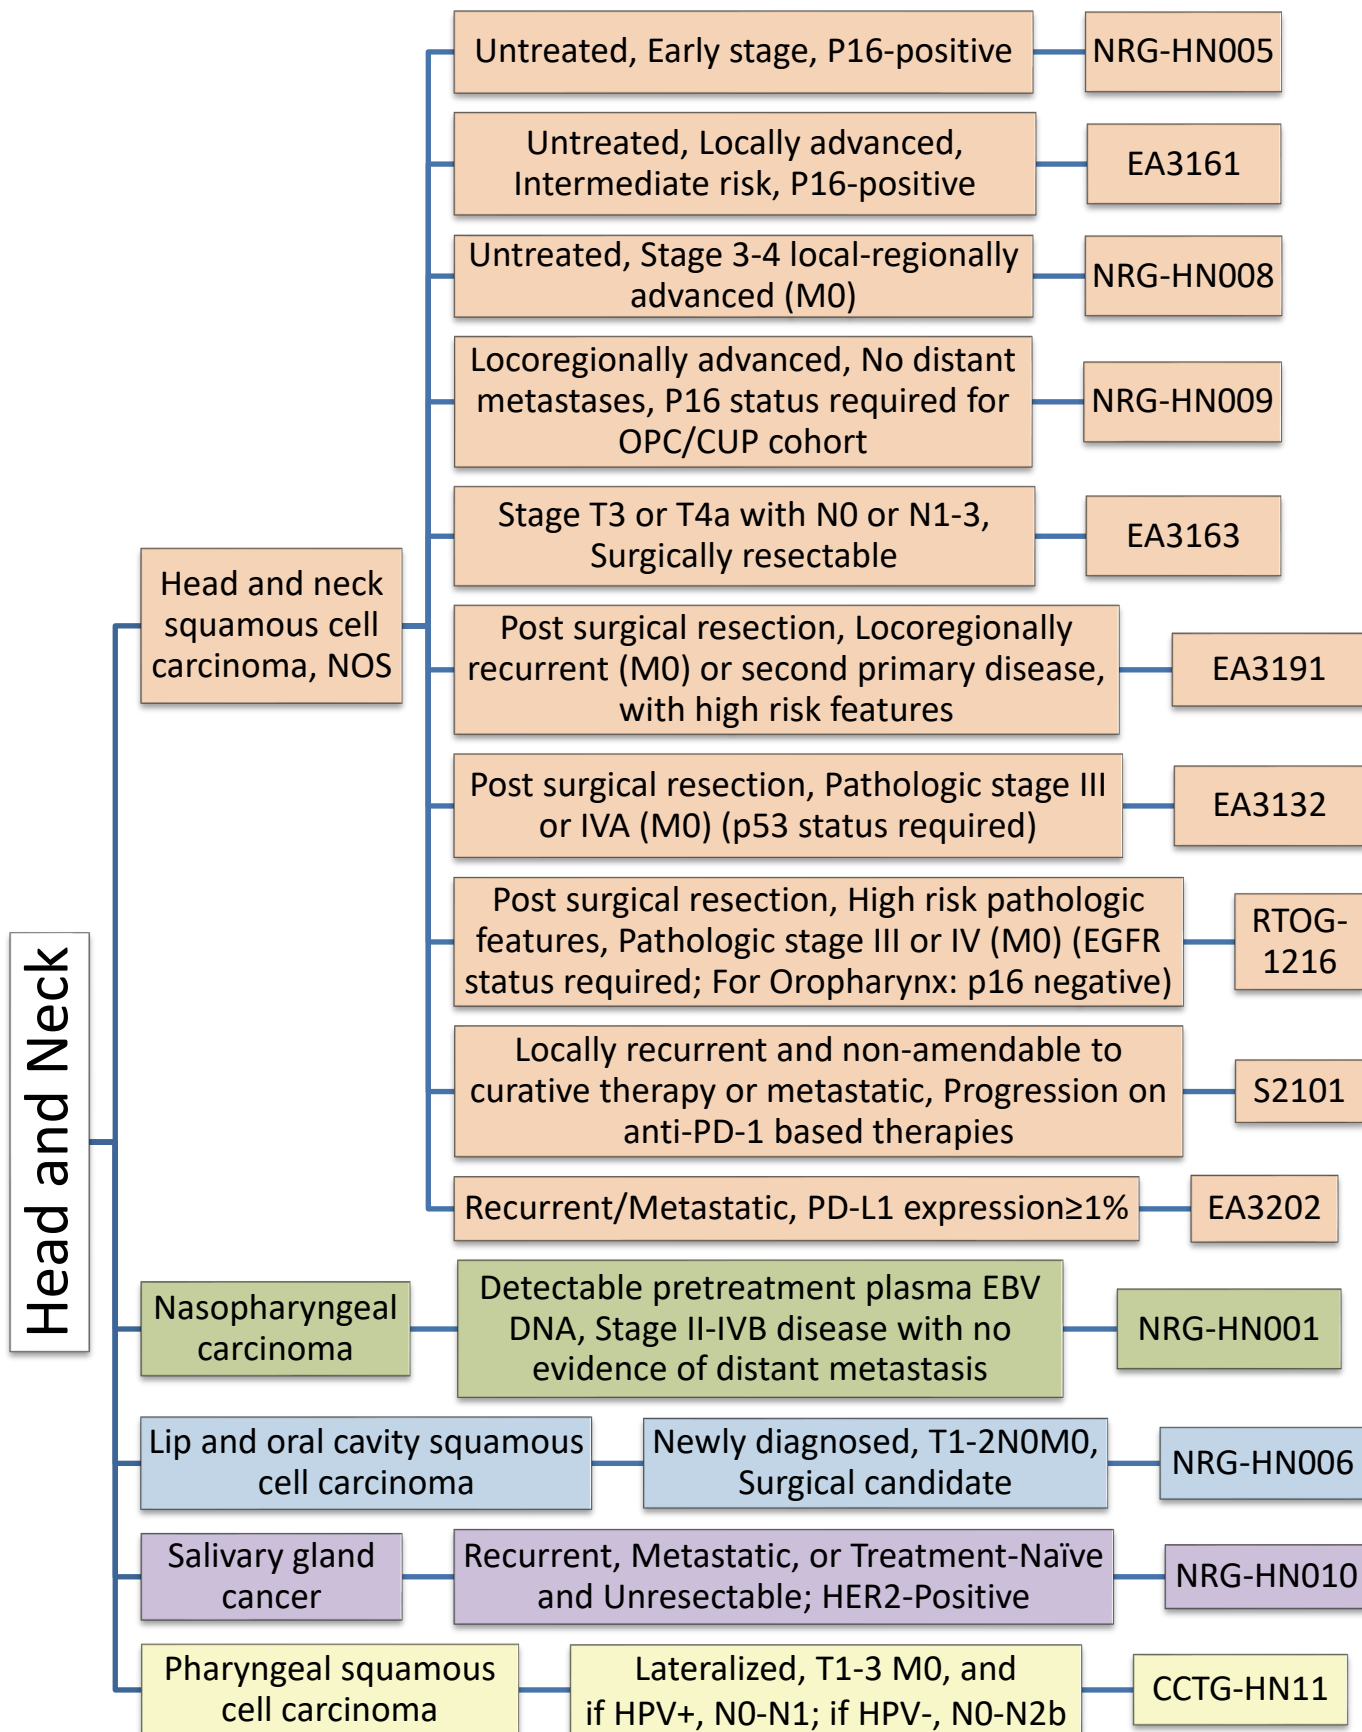 Head and Neck
Head and neck
squamous cell
carcinoma, NOS
Untreated, Early stage, P16-positive
NRG-HN005
Untreated, Locally advanced,
Intermediate risk, P16-positive
EA3161
Untreated, Stage 3-4 local-regionally
advanced (M0)
NRG-HN008
Locoregionally advanced, No distant
metastases, P16 status required for
OPC/CUP cohort
NRG-HN009
Stage T3 or T4a with N0 or N1-3,
Surgically resectable
EA3163
Post surgical resection, Locoregionally
recurrent (M0) or second primary disease,
with high risk features
EA3191
Post surgical resection, Pathologic stage III
or IVA (M0) (p53 status required)
EA3132
Post surgical resection, High risk pathologic
features, Pathologic stage III or IV (M0) (EGFR
status required; For Oropharynx: p16 negative)
RTOG-
1216
Locally recurrent and non-amendable to
curative therapy or metastatic, Progression on
anti-PD-1 based therapies
S2101
Recurrent/Metastatic, PD-L1 expression≥1%
EA3202
Nasopharyngeal
carcinoma
Detectable pretreatment plasma EBV
DNA, Stage II-IVB disease with no
evidence of distant metastasis
NRG-HN001
Lip and oral cavity squamous
cell carcinoma
Newly diagnosed, T1-2N0M0,
Surgical candidate
NRG-HN006
Salivary gland
cancer
Recurrent, Metastatic, or Treatment-Naïve
and Unresectable; HER2-Positive
NRG-HN010
Pharyngeal squamous
cell carcinoma
Lateralized, T1-3 M0, and
if HPV+, N0-N1; if HPV-, N0-N2b
CCTG-HN11